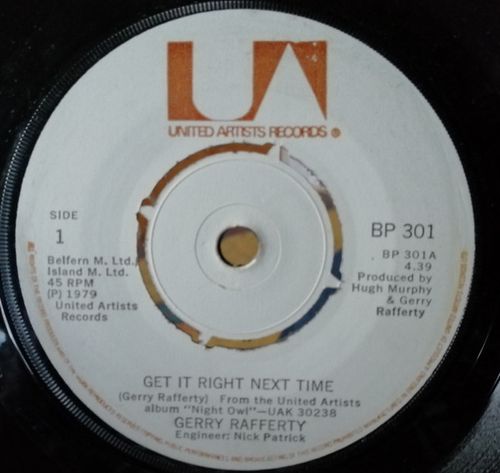 UA
UNITED ARTISTS RECORDS ®
SIDE
1
Belfern M. Ltd.
Island M. Ltd.
45 RPM
(P) 1979
United Artists
Records
BP 301
BP 301A
4.39
Produced by
Hugh Murphy
& Gerry
Rafferty
GET IT RIGHT NEXT TIME
(Gerry Rafferty) From the United Artists
album "Night Owl"—UAK 30238
GERRY RAFFERTY
Engineer: Nick Patrick